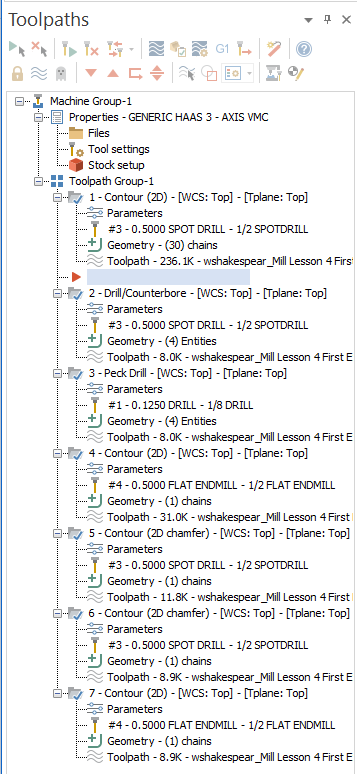 Toolpaths
G1
Machine Group-1
Properties - GENERIC HAAS 3 - AXIS VMC
Files
Tool settings
Stock setup
Toolpath Group-1
1 - Contour (2D) - [WCS: Top] - [Tplane: Top]
Parameters
#3 - 0.5000 SPOT DRILL - 1/2 SPOTDRILL
Geometry - (30) chains
Toolpath - 236.1K - wshakespear_Mill Lesson 4 First
2 - Drill/Counterbore - [WCS: Top] - [Tplane: Top]
Parameters
#3 - 0.5000 SPOT DRILL - 1/2 SPOTDRILL
Geometry - (4) Entities
Toolpath - 8.0K - wshakespear_Mill Lesson 4 First E
3 - Peck Drill - [WCS: Top] - [Tplane: Top]
Parameters
#1 - 0.1250 DRILL - 1/8 DRILL
Geometry - (4) Entities
Toolpath - 8.0K - wshakespear_Mill Lesson 4 First E
4 - Contour (2D) - [WCS: Top] - [Tplane: Top]
Parameters
#4 - 0.5000 FLAT ENDMILL - 1/2 FLAT ENDMILL
Geometry - (1) chains
Toolpath - 31.0K - wshakespear_Mill Lesson 4 First
5 - Contour (2D chamfer) - [WCS: Top] - [Tplane: Top]
Parameters
#3 - 0.5000 SPOT DRILL - 1/2 SPOTDRILL
Geometry - (1) chains
Toolpath - 11.8K - wshakespear_Mill Lesson 4 First
6 - Contour (2D chamfer) - [WCS: Top] - [Tplane: Top]
Parameters
#3 - 0.5000 SPOT DRILL - 1/2 SPOTDRILL
Geometry - (1) chains
Toolpath - 8.9K - wshakespear_Mill Lesson 4 First E
7 - Contour (2D) - [WCS: Top] - [Tplane: Top]
Parameters
#4 - 0.5000 FLAT ENDMILL - 1/2 FLAT ENDMILL
Geometry - (1) chains
Toolpath - 8.9K - wshakespear_Mill Lesson 4 First E